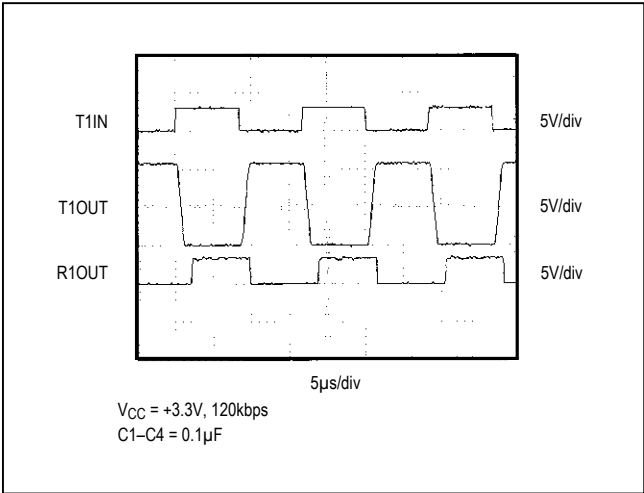 T1IN
5V/div
T1OUT
5V/div
R1OUT
5V/div
5µs/div
VCC = +3.3V, 120kbps
C1–C4 = 0.1µF